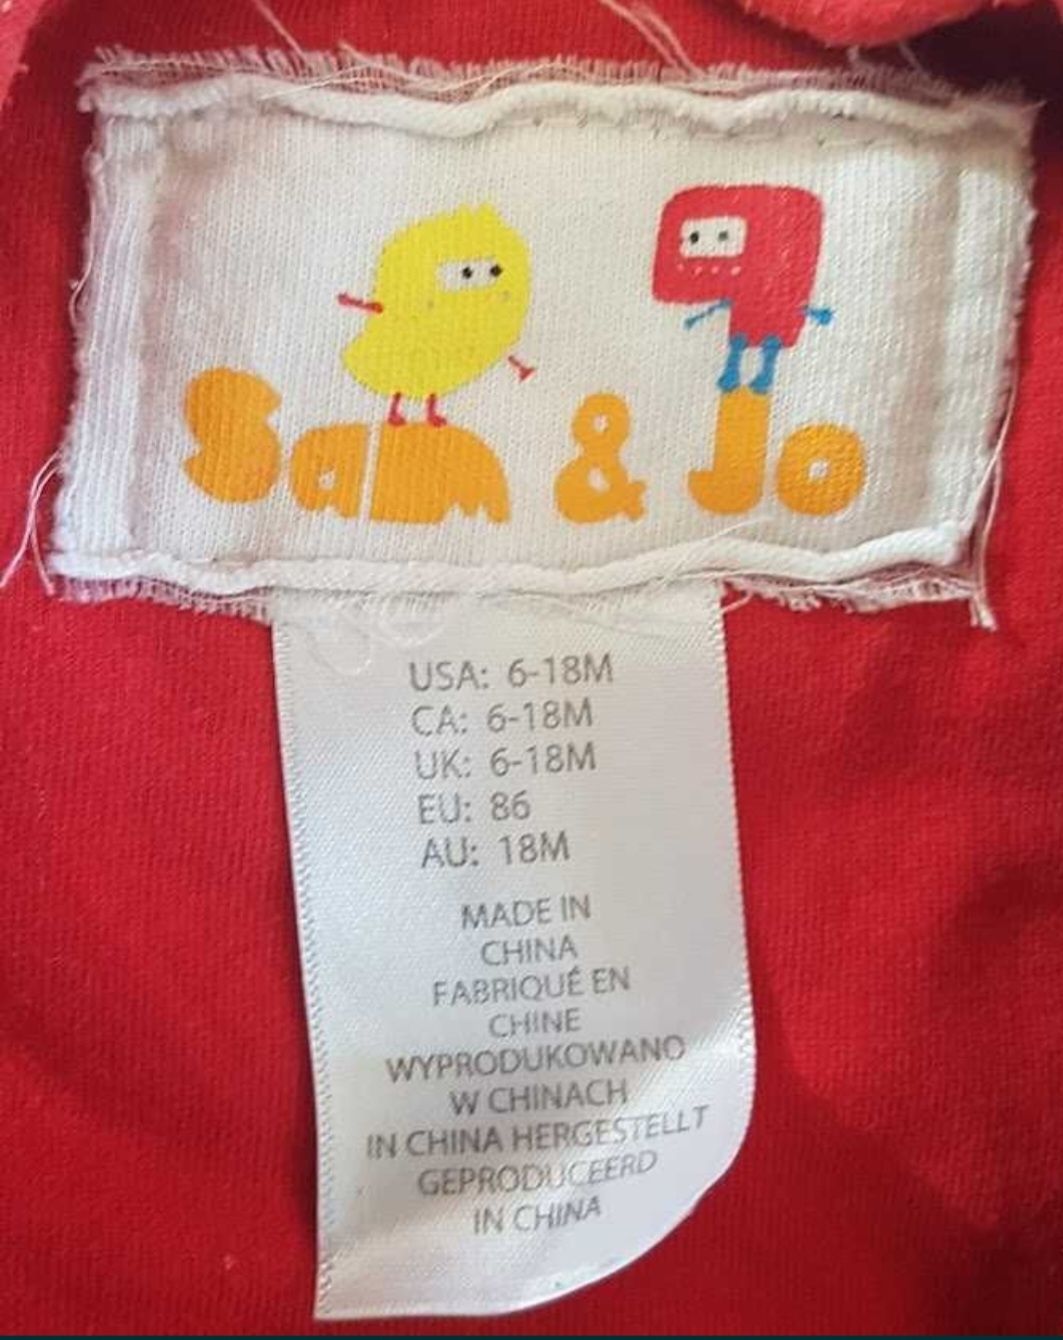 Sam & Jo
USA: 6-18M
CA: 6-18M
UK: 6-18M
EU: 86
AU: 18M
MADE IN
CHINA
FABRIQUÉ EN
CHINE
WYPRODUKOWANO
W CHINACH
IN CHINA HERGESTELLT
GEPRODUCEERD
IN CHINA